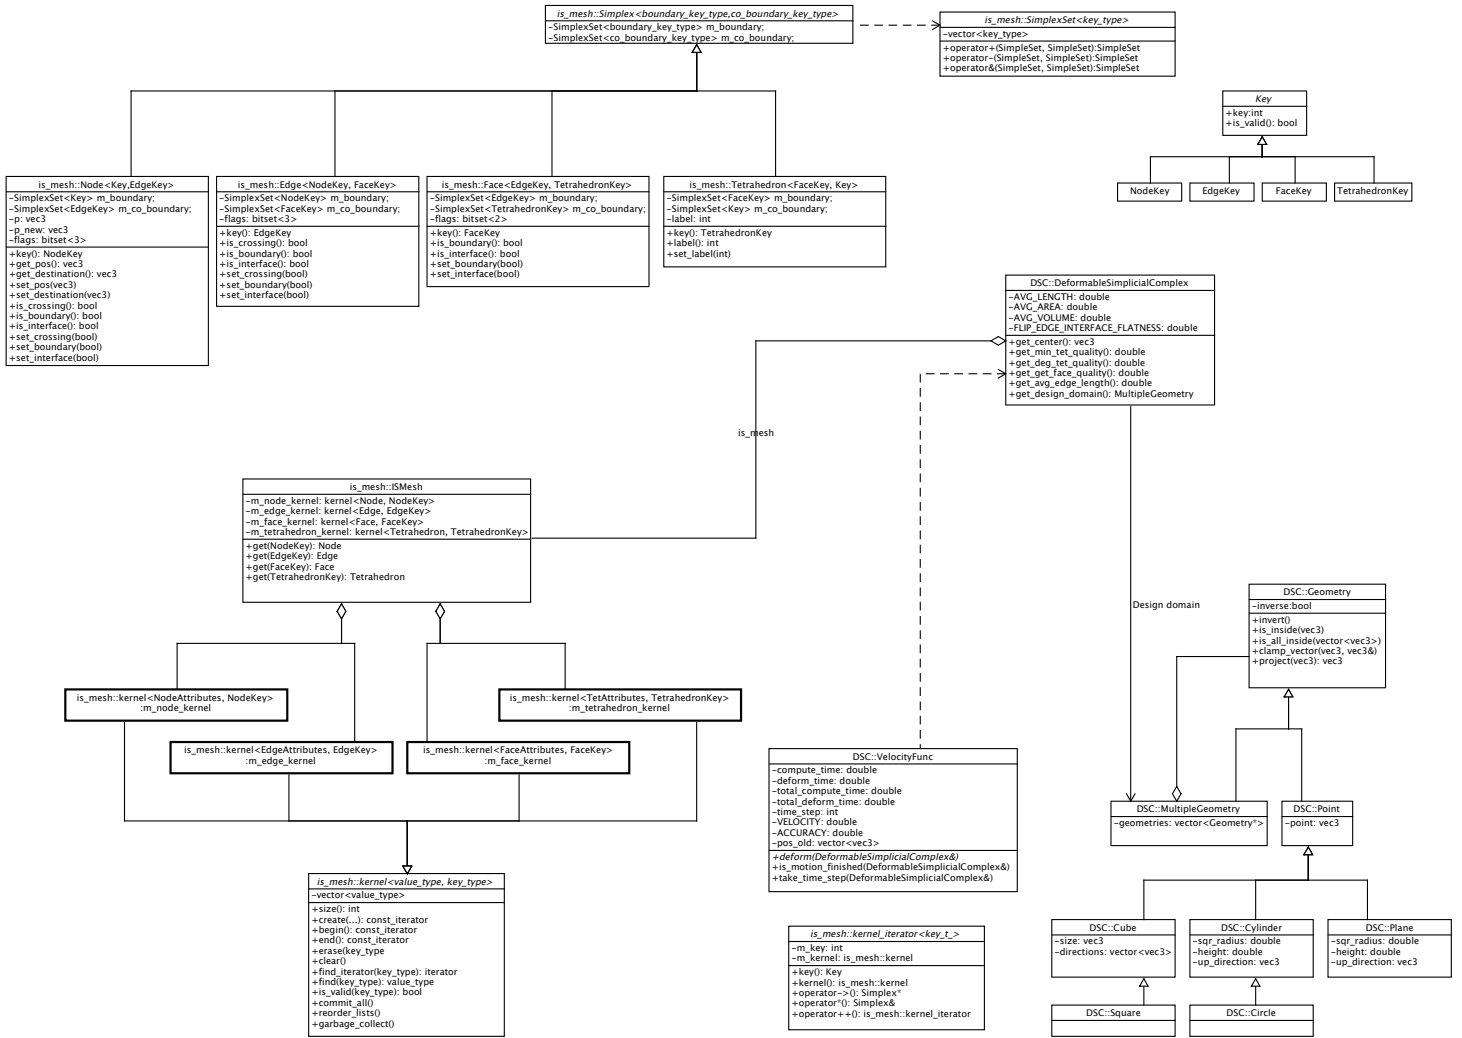 is_mesh::Simplex<boundary_key_type,co_boundary_key_type>
-SimplexSet<boundary_key_type> m_boundary;
-SimplexSet<co_boundary_key_type> m_co_boundary;
is_mesh::SimplexSet<key_type>
-vector<key_type>
+operator+(SimpleSet, SimpleSet):SimpleSet
+operator-(SimpleSet, SimpleSet):SimpleSet
+operator&(SimpleSet, SimpleSet):SimpleSet
Key
+key:int
+is_valid(): bool
NodeKey
EdgeKey
FaceKey
TetrahedronKey
is_mesh::Node<Key,EdgeKey>
-SimplexSet<Key> m_boundary;
-SimplexSet<EdgeKey> m_co_boundary;
-p: vec3
-p_new: vec3
-flags: bitset<3>
+key(): NodeKey
+get_pos(): vec3
+get_destination(): vec3
+set_pos(vec3)
+set_destination(vec3)
+is_crossing(): bool
+is_boundary(): bool
+is_interface(): bool
+set_crossing(bool)
+set_boundary(bool)
+set_interface(bool)
is_mesh::Edge<NodeKey, FaceKey>
-SimplexSet<NodeKey> m_boundary;
-SimplexSet<FaceKey> m_co_boundary;
-flags: bitset<3>
+key(): EdgeKey
+is_crossing(): bool
+is_boundary(): bool
+is_interface(): bool
+set_crossing(bool)
+set_boundary(bool)
+set_interface(bool)
is_mesh::Face<EdgeKey, TetrahedronKey>
-SimplexSet<EdgeKey> m_boundary;
-SimplexSet<TetrahedronKey> m_co_boundary;
-flags: bitset<2>
+key(): FaceKey
+is_boundary(): bool
+is_interface(): bool
+set_boundary(bool)
+set_interface(bool)
is_mesh::Tetrahedron<FaceKey, Key>
-SimplexSet<FaceKey> m_boundary;
-SimplexSet<Key> m_co_boundary;
-label: int
+key(): TetrahedronKey
+label(): int
+set_label(int)
DSC::DeformableSimplicialComplex
-AVG_LENGTH: double
-AVG_AREA: double
-AVG_VOLUME: double
-FLIP_EDGE_INTERFACE_FLATNESS: double
+get_center(): vec3
+get_min_tet_quality(): double
+get_deg_tet_quality(): double
+get_get_face_quality(): double
+get_avg_edge_length(): double
+get_design_domain(): MultipleGeometry
is_mesh
is_mesh::ISMesh
-m_node_kernel: kernel<Node, NodeKey>
-m_edge_kernel: kernel<Edge, EdgeKey>
-m_face_kernel: kernel<Face, FaceKey>
-m_tetrahedron_kernel: kernel<Tetrahedron, TetrahedronKey>
+get(NodeKey): Node
+get(EdgeKey): Edge
+get(FaceKey): Face
+get(TetrahedronKey): Tetrahedron
Design domain
DSC::Geometry
-inverse:bool
+invert()
+is_inside(vec3)
+is_all_inside(vector<vec3>)
+clamp_vector(vec3, vec3&)
+project(vec3): vec3
is_mesh::kernel<NodeAttributes, NodeKey>
:m_node_kernel
is_mesh::kernel<TetAttributes, TetrahedronKey>
:m_tetrahedron_kernel
is_mesh::kernel<EdgeAttributes, EdgeKey>
:m_edge_kernel
is_mesh::kernel<FaceAttributes, FaceKey>
:m_face_kernel
DSC::VelocityFunc
-compute_time: double
-deform_time: double
-total_compute_time: double
-total_deform_time: double
-time_step: int
-VELOCITY: double
-ACCURACY: double
-pos_old: vector<vec3>
+deform(DeformableSimplicialComplex&)
+is_motion_finished(DeformableSimplicialComplex&)
+take_time_step(DeformableSimplicialComplex&)
DSC::MultipleGeometry
-geometries: vector<Geometry*>
DSC::Point
-point: vec3
is_mesh::kernel<value_type, key_type>
-vector<value_type>
+size(): int
+create(...): const_iterator
+begin(): const_iterator
+end(): const_iterator
+erase(key_type
+clear()
+find_iterator(key_type): iterator
+find(key_type): value_type
+is_valid(key_type): bool
+commit_all()
+reorder_lists()
+garbage_collect()
is_mesh::kernel_iterator<key_t_>
-m_key: int
-m_kernel: is_mesh::kernel
+key(): Key
+kernel(): is_mesh::kernel
+operator->(): Simplex*
+operator*(): Simplex&
+operator++(): is_mesh::kernel_iterator
DSC::Cube
-size: vec3
-directions: vector<vec3>
DSC::Cylinder
-sqr_radius: double
-height: double
-up_direction: vec3
DSC::Plane
-sqr_radius: double
-height: double
-up_direction: vec3
DSC::Square
DSC::Circle